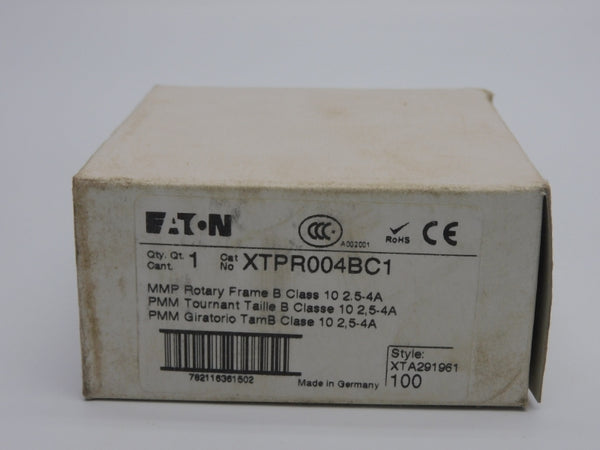 EATON
CCC
A002001
RoHS CE
Qty. Qt. 1 Cat XTPR004BC1
Cant. No
MMP Rotary Frame B Class 10 2.5-4A
PMM Tournant Taille B Classe 10 2,5-4A
PMM Giratorio TamB Clase 10 2,5-4A
782116361502
Made in Germany
Style:
XTA291961
100